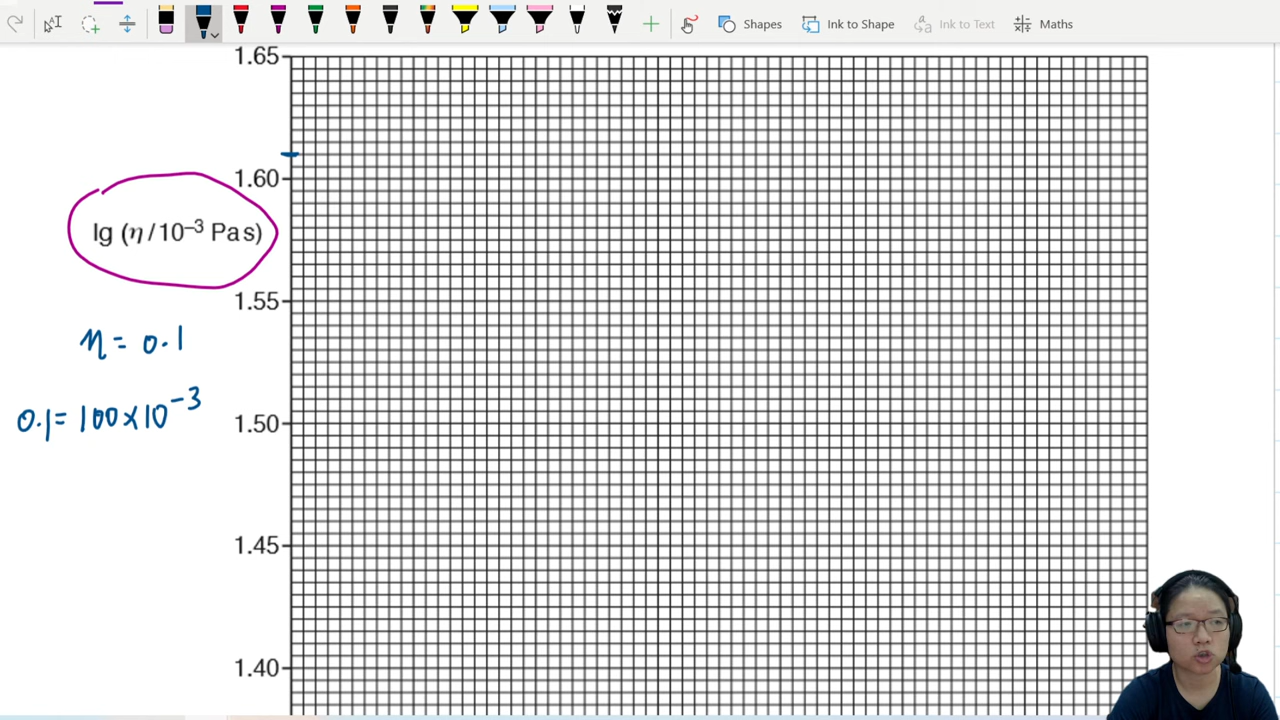 Shapes
Ink to Shape
Ink to Text
Maths
1.65
1.60
lg (η / 10⁻³ Pa s)
1.55
η = 0.1
0.1 = 100 × 10⁻³
1.50
1.45
1.40